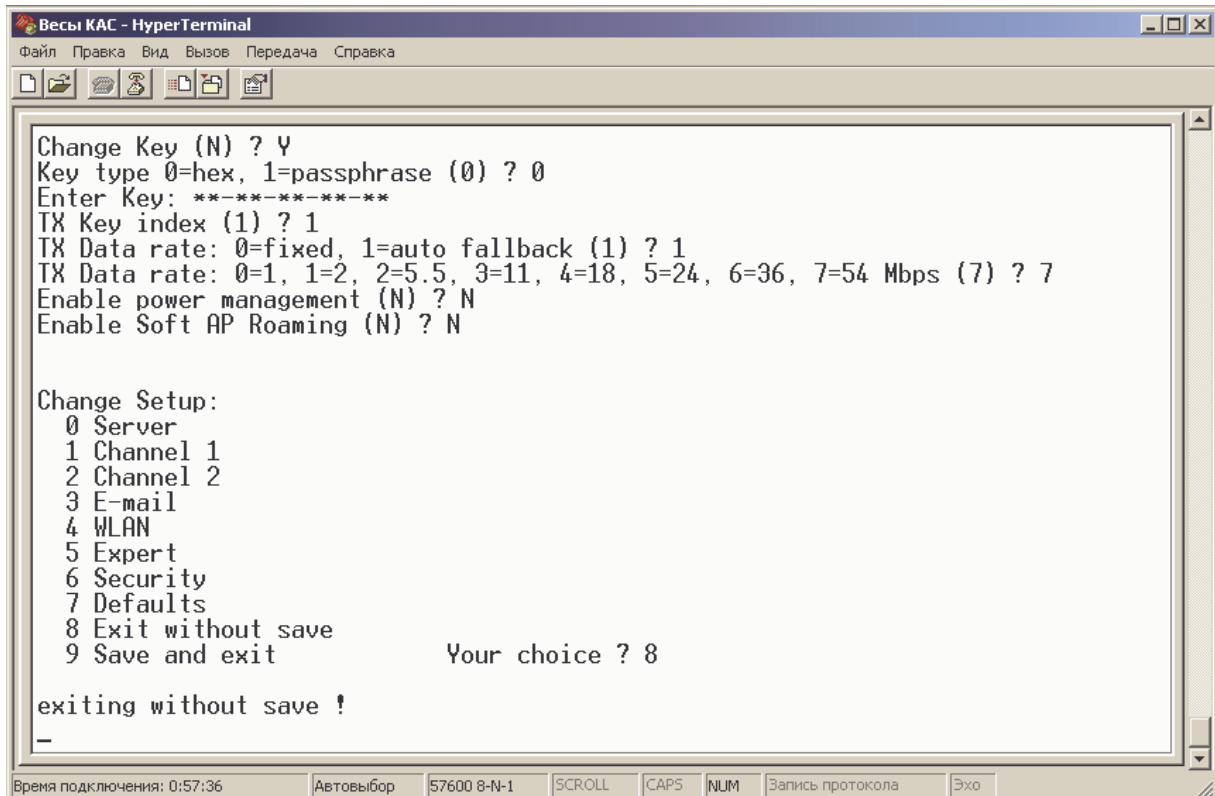 Весы КАС - HyperTerminal
Файл Правка Вид Вызов Передача Справка
Change Key (N) ? Y
Key type 0=hex, 1=passphrase (0) ? 0
Enter Key: **-**-**-**-**
TX Key index (1) ? 1
TX Data rate: 0=fixed, 1=auto fallback (1) ? 1
TX Data rate: 0=1, 1=2, 2=5.5, 3=11, 4=18, 5=24, 6=36, 7=54 Mbps (7) ? 7
Enable power management (N) ? N
Enable Soft AP Roaming (N) ? N
Change Setup:
0 Server
1 Channel 1
2 Channel 2
3 E-mail
4 WLAN
5 Expert
6 Security
7 Defaults
8 Exit without save
9 Save and exit Your choice ? 8
exiting without save !
_
Время подключения: 0:57:36 Автовыбор 57600 8-N-1 SCROLL CAPS NUM Запись протокола Эхо